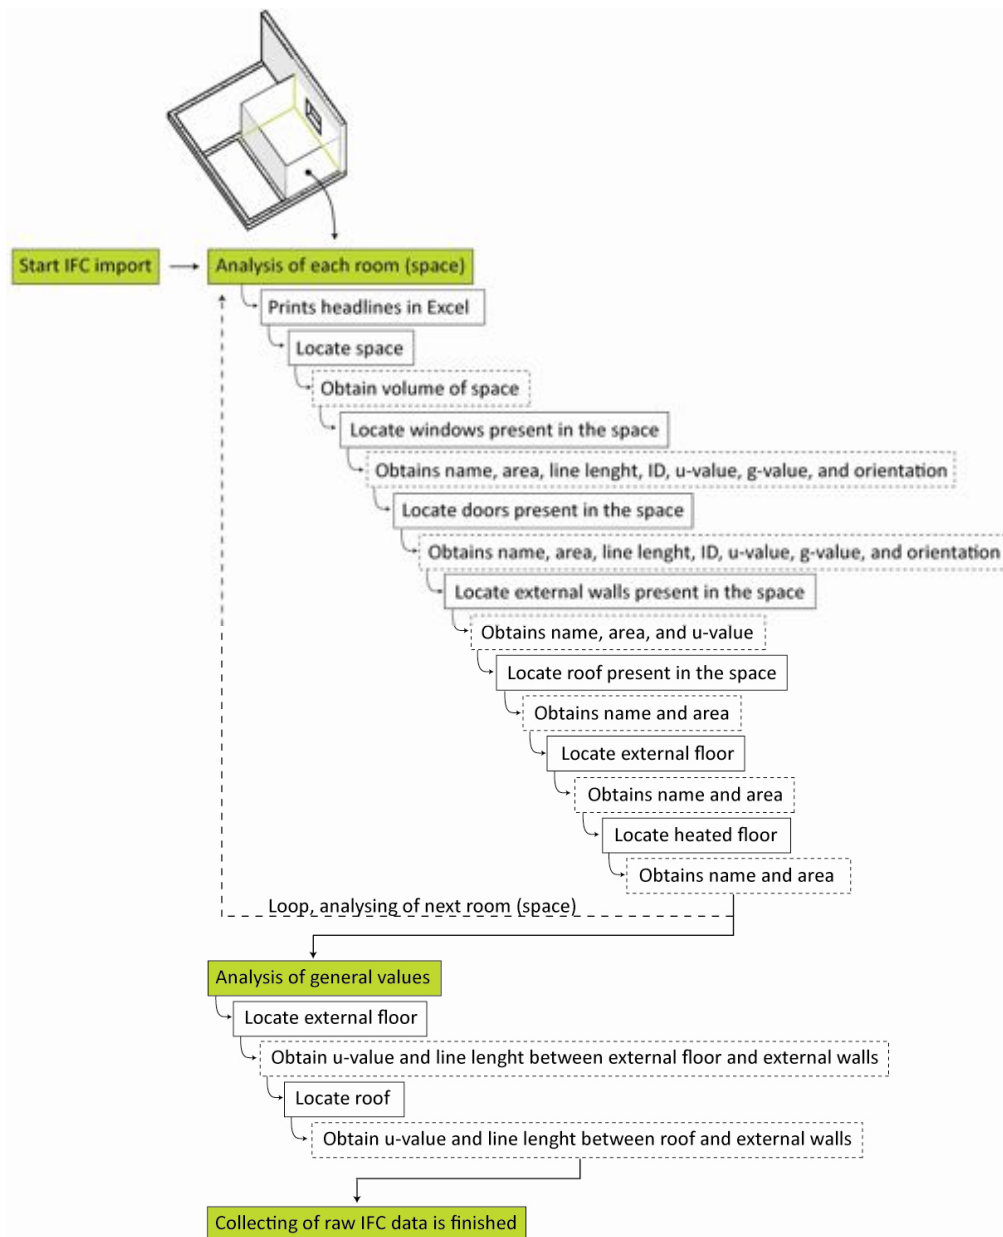 Start IFC import
Analysis of each room (space)
Prints headlines in Excel
Locate space
Obtain volume of space
Locate windows present in the space
Obtains name, area, line lenght, ID, u-value, g-value, and orientation
Locate doors present in the space
Obtains name, area, line lenght, ID, u-value, g-value, and orientation
Locate external walls present in the space
Obtains name, area, and u-value
Locate roof present in the space
Obtains name and area
Locate external floor
Obtains name and area
Locate heated floor
Obtains name and area
Loop, analysing of next room (space)
Analysis of general values
Locate external floor
Obtain u-value and line lenght between external floor and external walls
Locate roof
Obtain u-value and line lenght between roof and external walls
Collecting of raw IFC data is finished